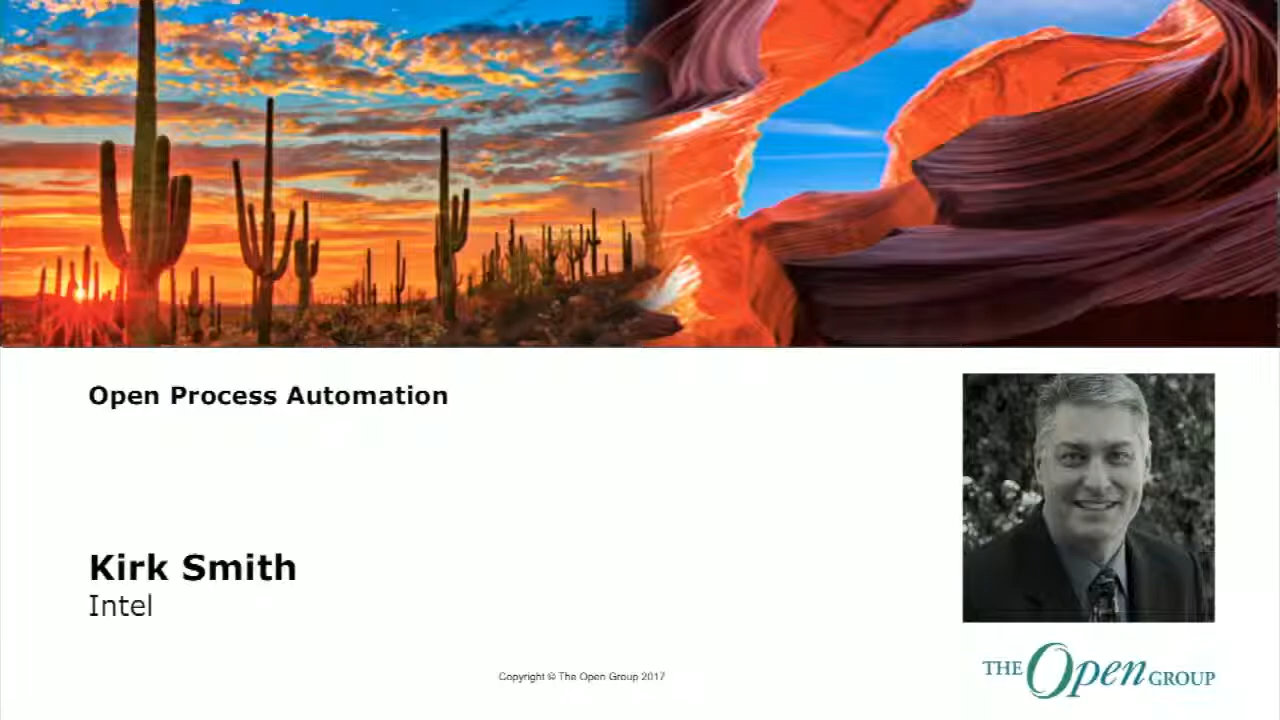 Open Process Automation
Kirk Smith
Intel
Copyright © The Open Group 2017
THE Open GROUP